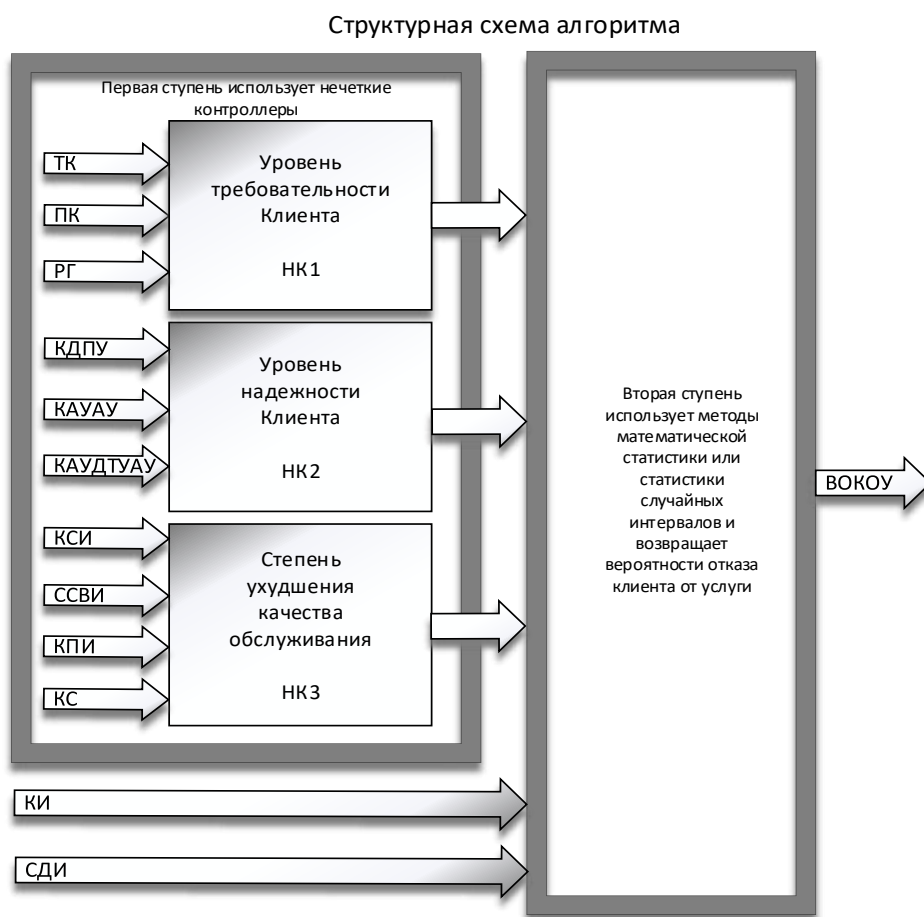 Структурная схема алгоритма
Первая ступень использует нечеткие
контроллеры
ТК
ПК
РГ
Уровень
требовательности
Клиента
НК1
КДПУ
КАУАУ
КАУДТУАУ
Уровень
надежности
Клиента
НК2
КСИ
ССВИ
КПИ
КС
Степень
ухудшения
качества
обслуживания
НК3
КИ
СДИ
Вторая ступень
использует методы
математической
статистики или
статистики
случайных
интервалов и
возвращает
вероятности отказа
клиента от услуги
ВОКОУ